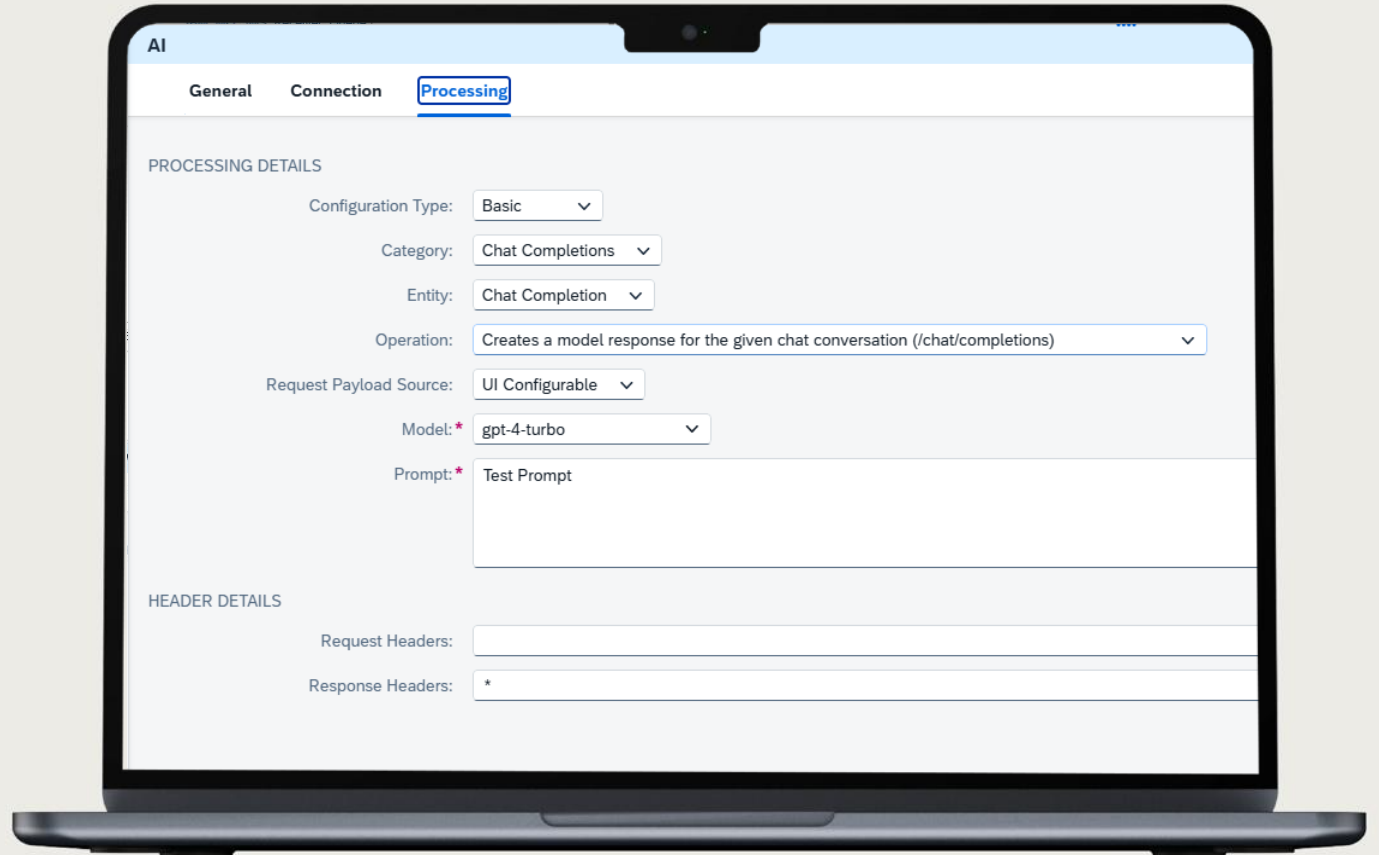 AI
General Connection Processing
PROCESSING DETAILS
Configuration Type: Basic
Category: Chat Completions
Entity: Chat Completion
Operation: Creates a model response for the given chat conversation (/chat/completions)
Request Payload Source: UI Configurable
Model:* gpt-4-turbo
Prompt:* Test Prompt
HEADER DETAILS
Request Headers:
Response Headers: *